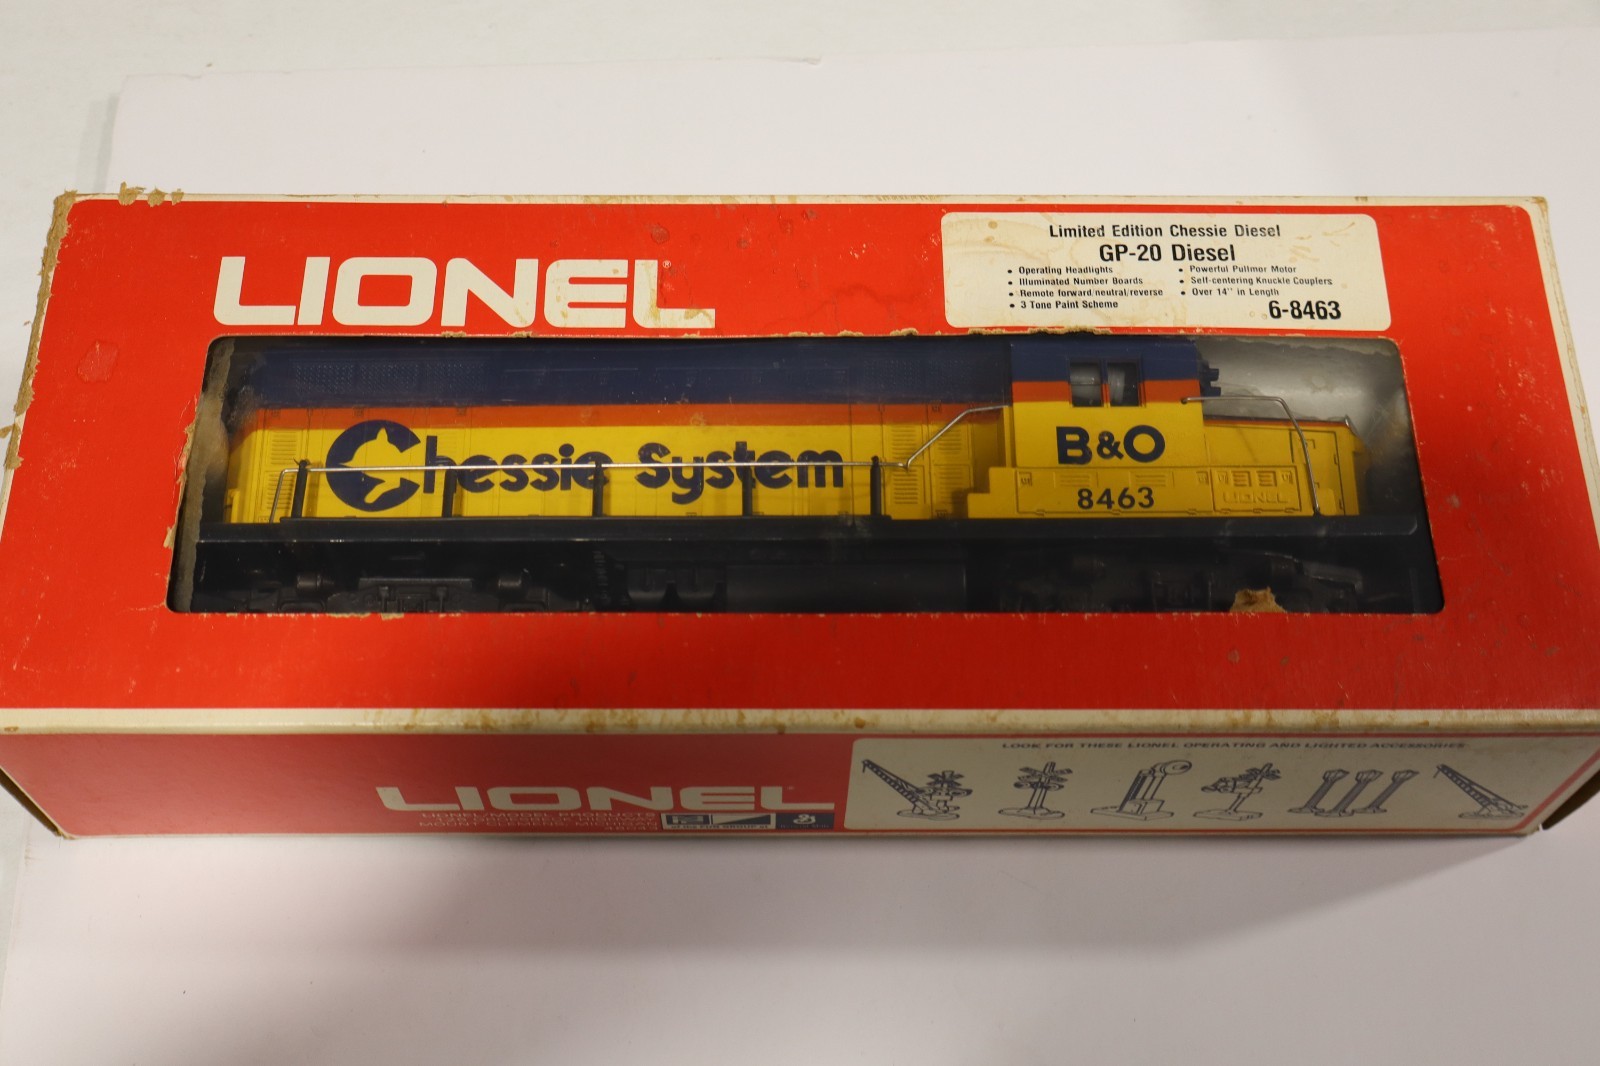 LIONEL®
Limited Edition Chessie Diesel
GP-20 Diesel
• Operating Headlights
• Illuminated Number Boards
• Remote forward/neutral/reverse
• 3 Tone Paint Scheme
• Powerful Pullmor Motor
• Self-centering Knuckle Couplers
• Over 14" in Length
6-8463
Chessie System
B&O
8463
LIONEL
LOOK FOR THESE LIONEL OPERATING AND LIGHTED ACCESSORIES
LIONEL